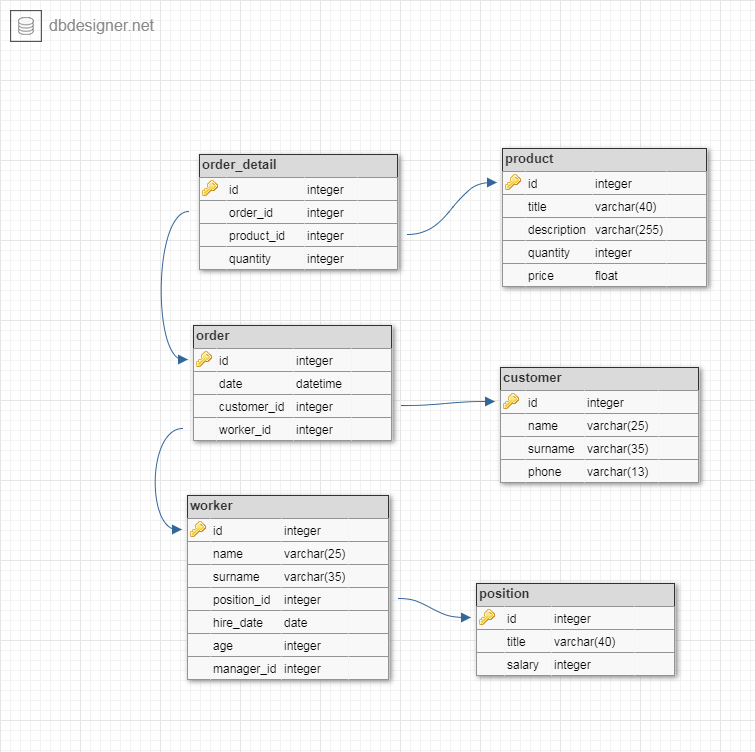 dbdesigner.net
order_detail
id integer
order_id integer
product_id integer
quantity integer
product
id integer
title varchar(40)
description varchar(255)
quantity integer
price float
order
id integer
date datetime
customer_id integer
worker_id integer
customer
id integer
name varchar(25)
surname varchar(35)
phone varchar(13)
worker
id integer
name varchar(25)
surname varchar(35)
position_id integer
hire_date date
age integer
manager_id integer
position
id integer
title varchar(40)
salary integer